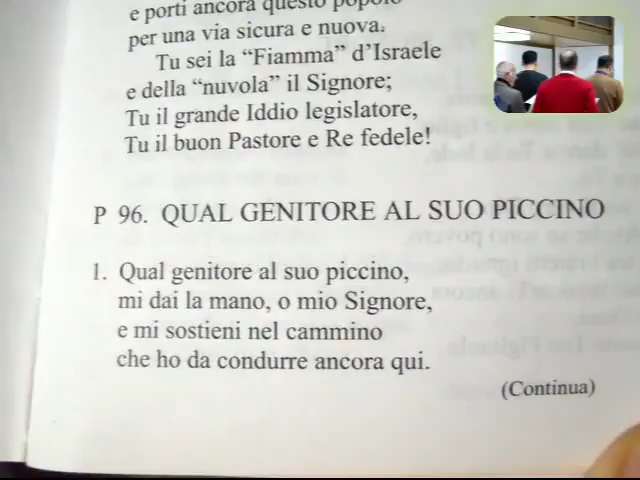 e porti ancora questo popolo
per una via sicura e nuova.
Tu sei la “Fiamma” d’Israele
e della “nuvola” il Signore;
Tu il grande Iddio legislatore,
Tu il buon Pastore e Re fedele!
P 96. QUAL GENITORE AL SUO PICCINO
1. Qual genitore al suo piccino,
mi dai la mano, o mio Signore,
e mi sostieni nel cammino
che ho da condurre ancora qui.
(Continua)